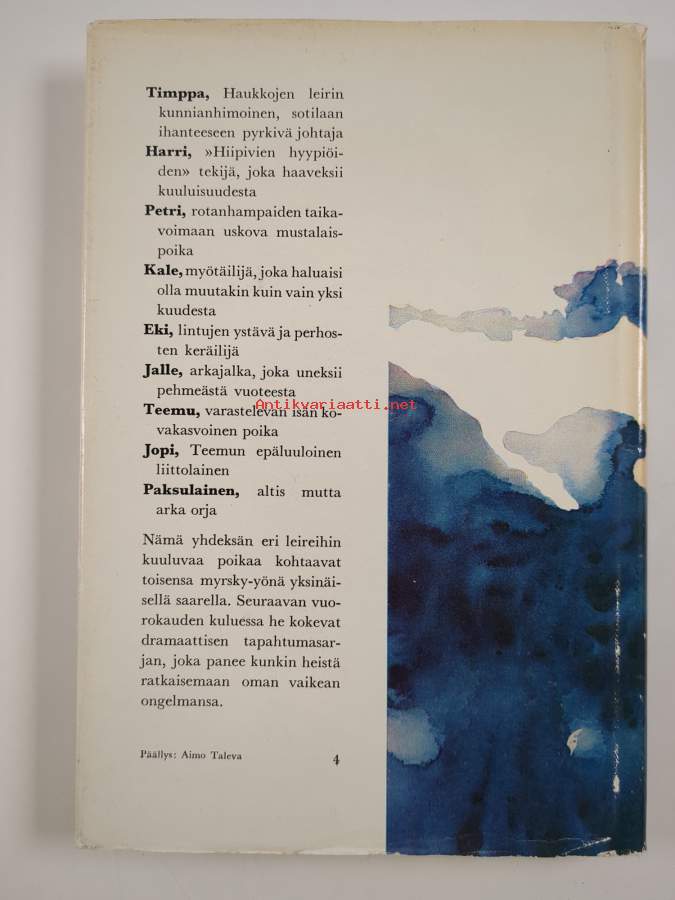 Timppa, Haukkojen leirin
kunnianhimoinen, sotilaan
ihanteeseen pyrkivä johtaja
Harri, »Hiipivien hyypiöi-
den» tekijä, joka haaveksii
kuuluisuudesta
Petri, rotanhampaiden taika-
voimaan uskova mustalais-
poika
Kale, myötäilijä, joka haluaisi
olla muutakin kuin vain yksi
kuudesta
Eki, lintujen ystävä ja perhos-
ten keräilijä
Jalle, arkajalka, joka uneksii
pehmeästä vuoteesta
Antikvariaatti.net
Teemu, varastelevan isän ko-
vakasvoinen poika
Jopi, Teemun epäluuloinen
liittolainen
Paksulainen, altis mutta
arka orja
Nämä yhdeksän eri leireihin
kuuluvaa poikaa kohtaavat
toisensa myrsky-yönä yksinäi-
sellä saarella. Seuraavan vuo-
rokauden kuluessa he kokevat
dramaattisen tapahtumasar-
jan, joka panee kunkin heistä
ratkaisemaan oman vaikean
ongelmansa.
Päällys: Aimo Taleva 4